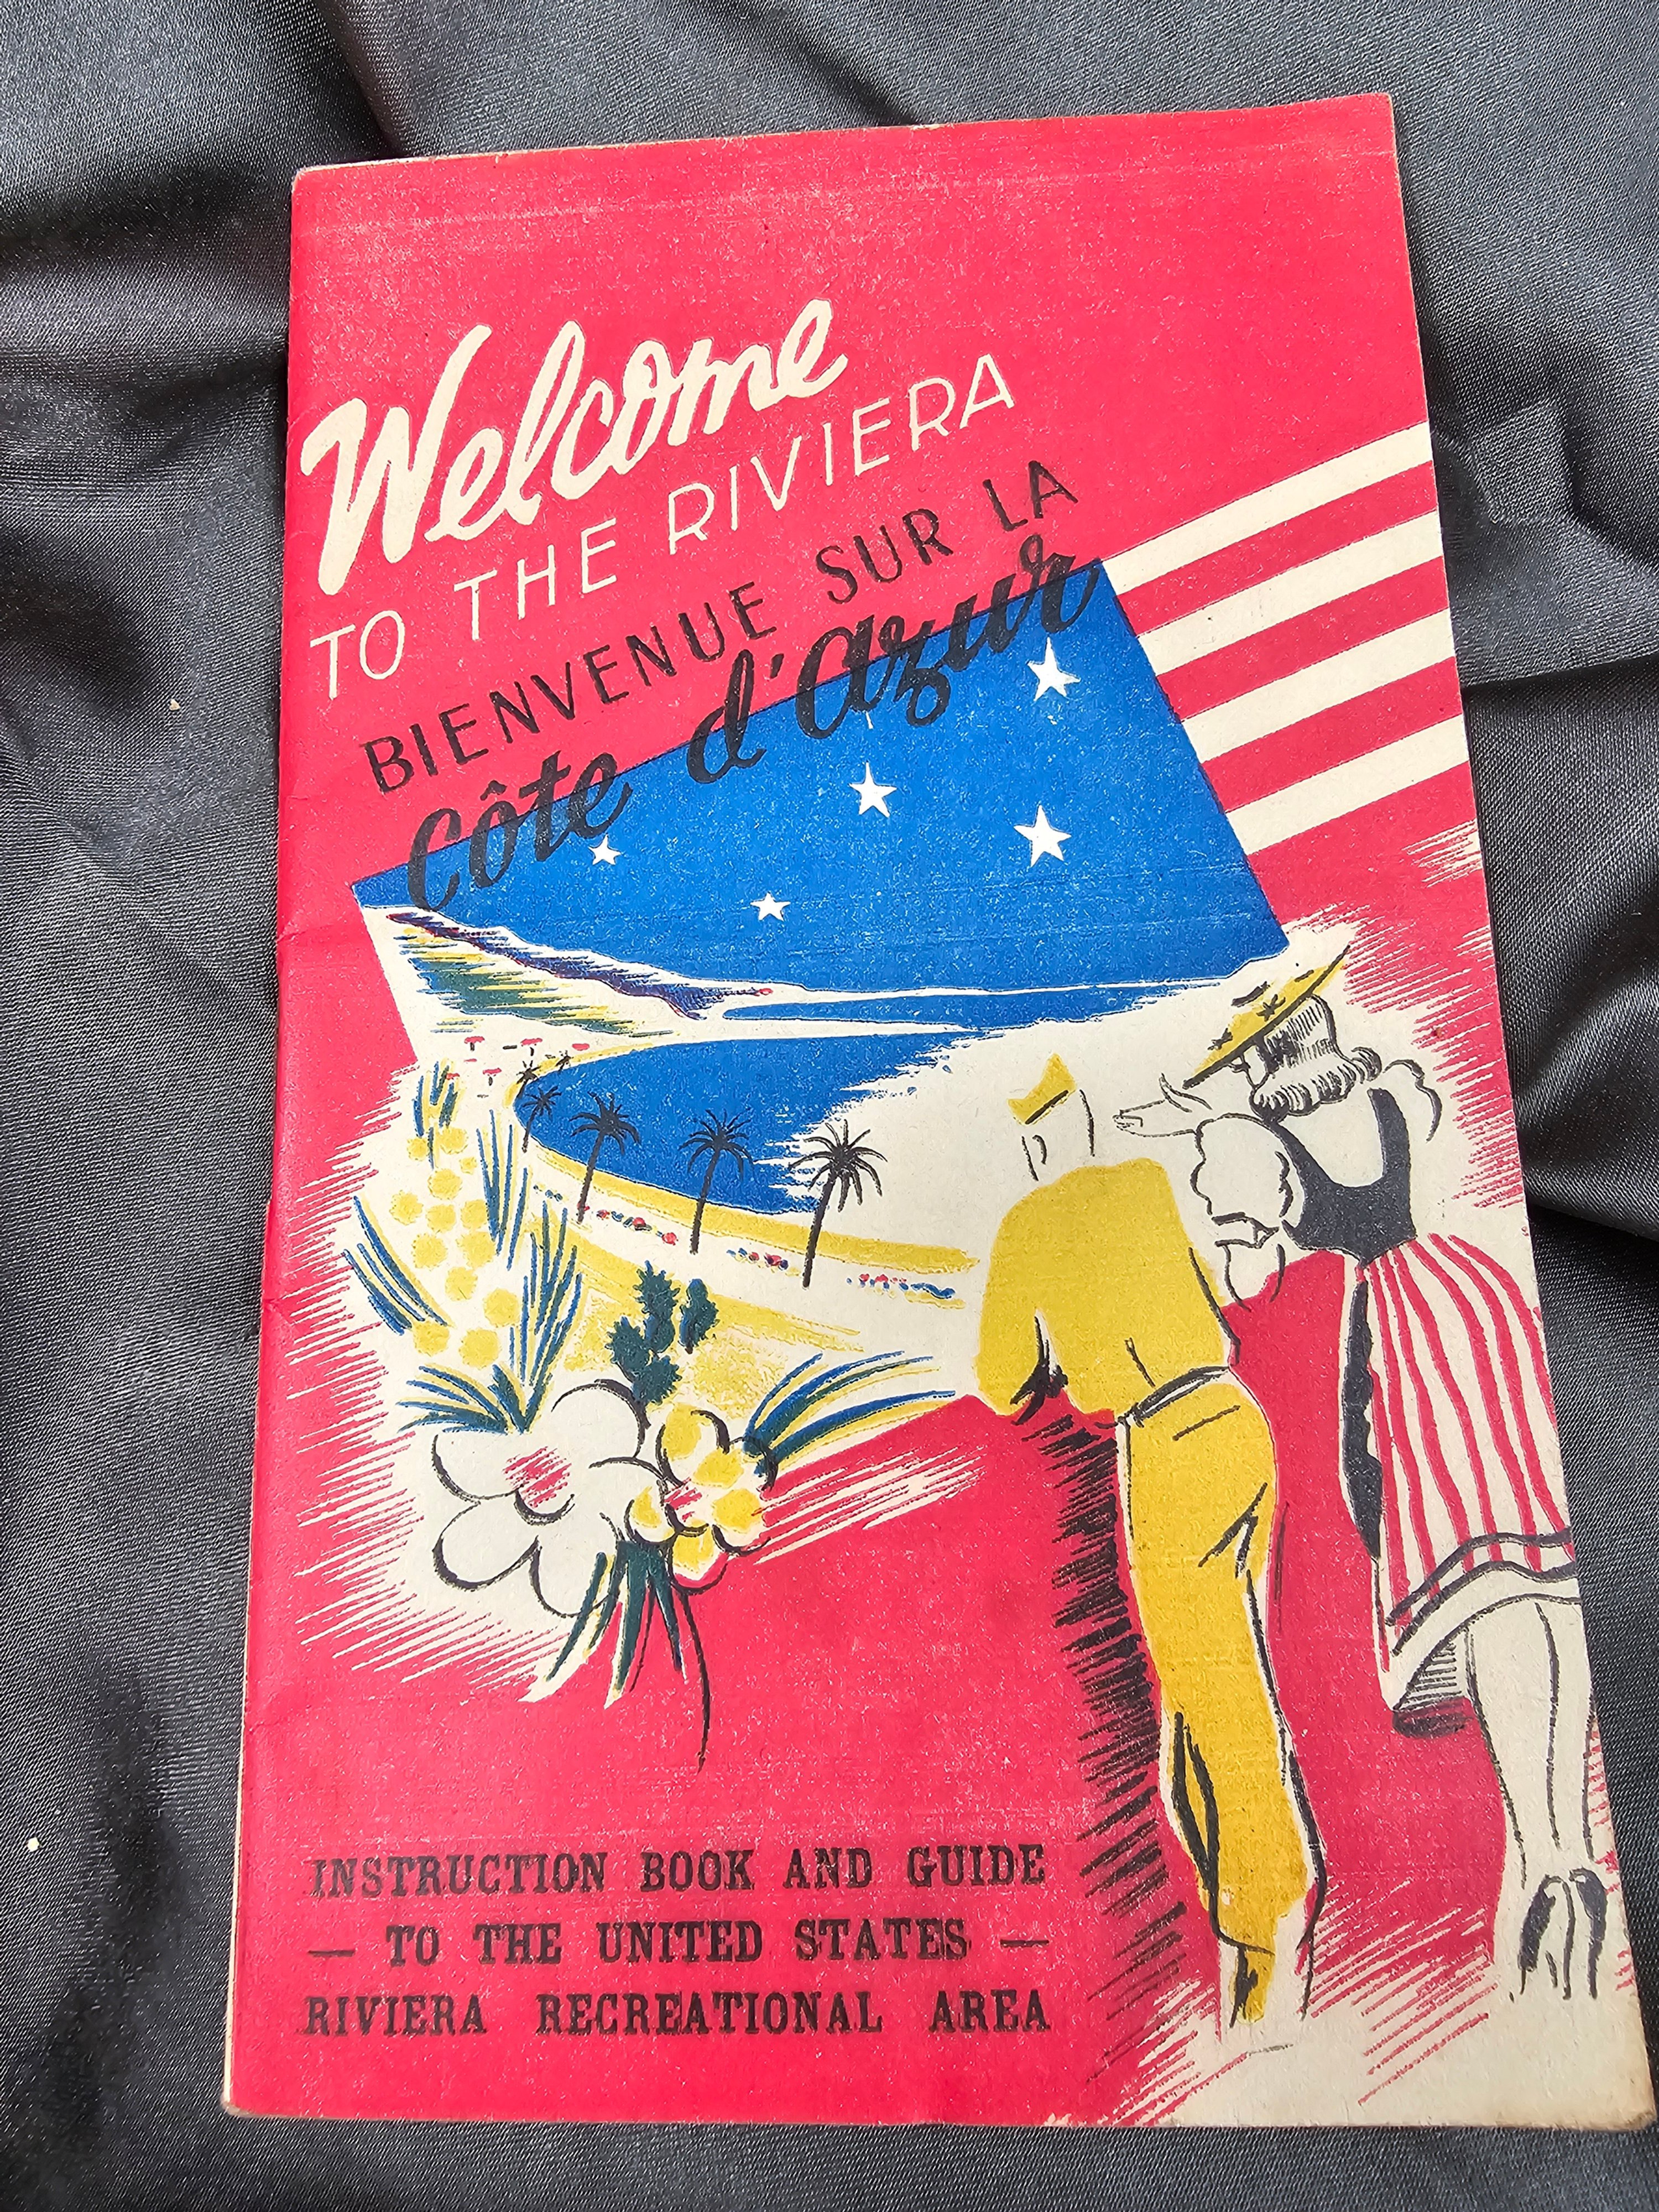 Welcome
TO THE RIVIERA
BIENVENUE SUR LA
Côte d'Azur
INSTRUCTION BOOK AND GUIDE
— TO THE UNITED STATES —
RIVIERA RECREATIONAL AREA